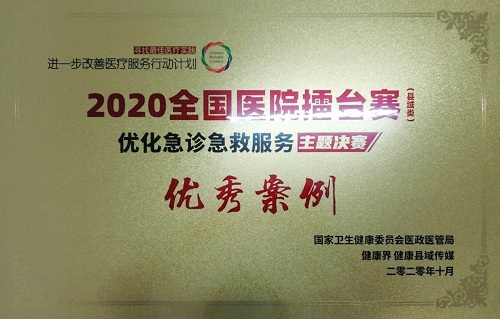 寻找最佳医疗实践
进一步改善医疗服务行动计划
2020全国医院擂台赛(县域类)
优化急诊急救服务 主题决赛
优秀案例
国家卫生健康委员会医政医管局
健康界 健康县域传媒
二零二零年十月